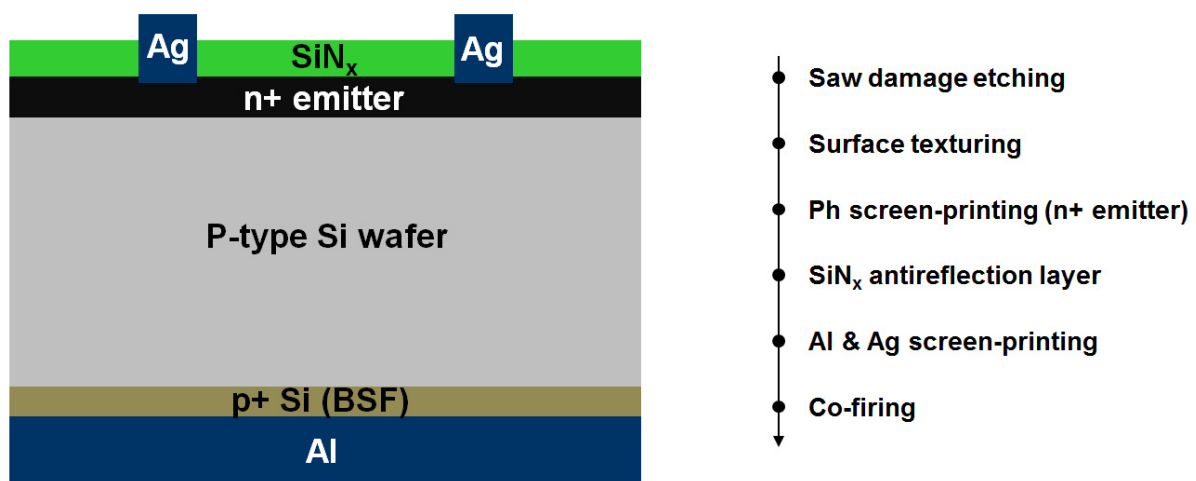 Ag
Ag
SiNₓ
n+ emitter
P-type Si wafer
p+ Si (BSF)
Al
Saw damage etching
Surface texturing
Ph screen-printing (n+ emitter)
SiNₓ antireflection layer
Al & Ag screen-printing
Co-firing